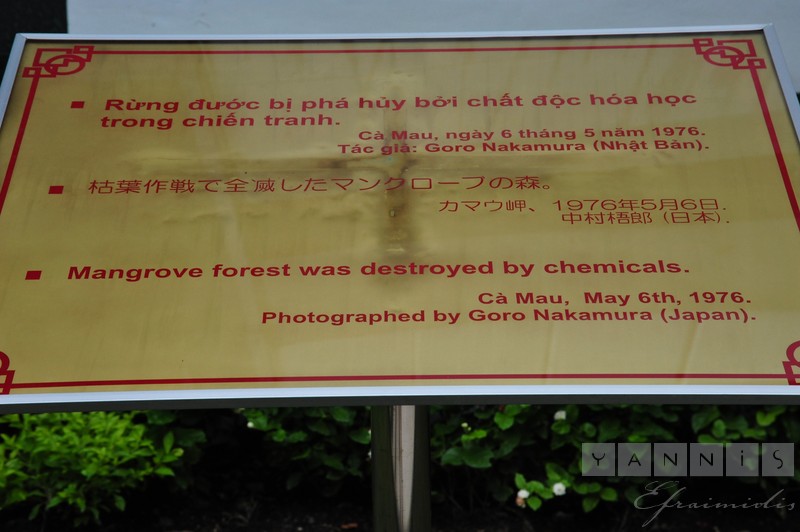 ▪ Rừng đước bị phá hủy bởi chất độc hóa học
trong chiến tranh.
Cà Mau, ngày 6 tháng 5 năm 1976.
Tác giả: Goro Nakamura (Nhật Bản).
▪ 枯葉作戦で全滅したマングローブの森。
カマウ岬、1976年5月6日.
中村梧郎(日本).
▪ Mangrove forest was destroyed by chemicals.
Cà Mau, May 6th, 1976.
Photographed by Goro Nakamura (Japan).
YANNiS
Efraimidis